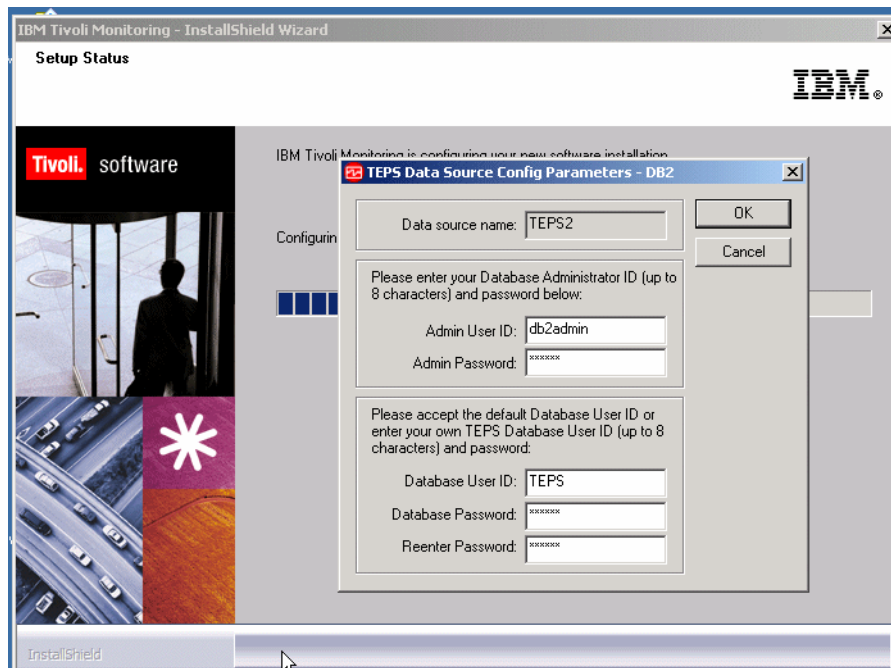 IBM Tivoli Monitoring - InstallShield Wizard
Setup Status
IBM®
Tivoli. software
IBM Tivoli Monitoring is configuring your new software installation
TEPS Data Source Config Parameters - DB2
Data source name: TEPS2
OK
Cancel
Configurin
Please enter your Database Administrator ID (up to
8 characters) and password below:
Admin User ID: db2admin
Admin Password: ******
Please accept the default Database User ID or
enter your own TEPS Database User ID (up to 8
characters) and password:
Database User ID: TEPS
Database Password: ******
Reenter Password: ******
InstallShield